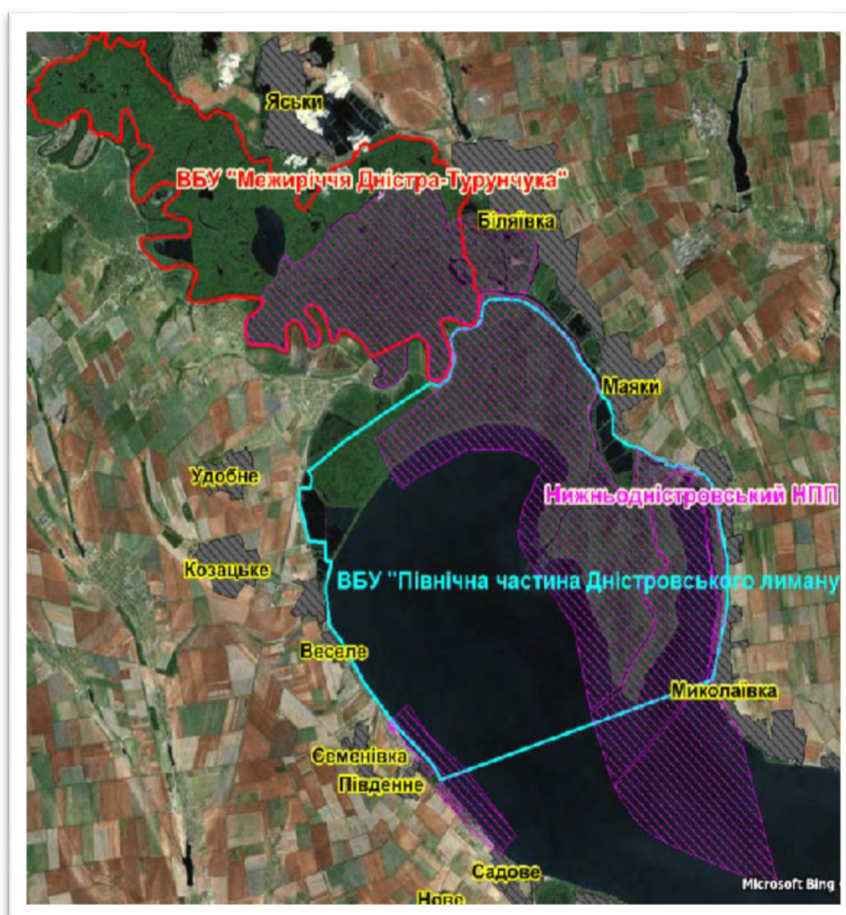 Яськи
ВБУ "Межиріччя Дністра-Турунчука"
Біляївка
Маяки
Удобне
Нижньодністровський НПП
Козацьке
ВБУ "Північна частина Дністровського лиману
Веселе
Миколаївка
Семенівка
Південне
Садове
Нове
Microsoft Bing